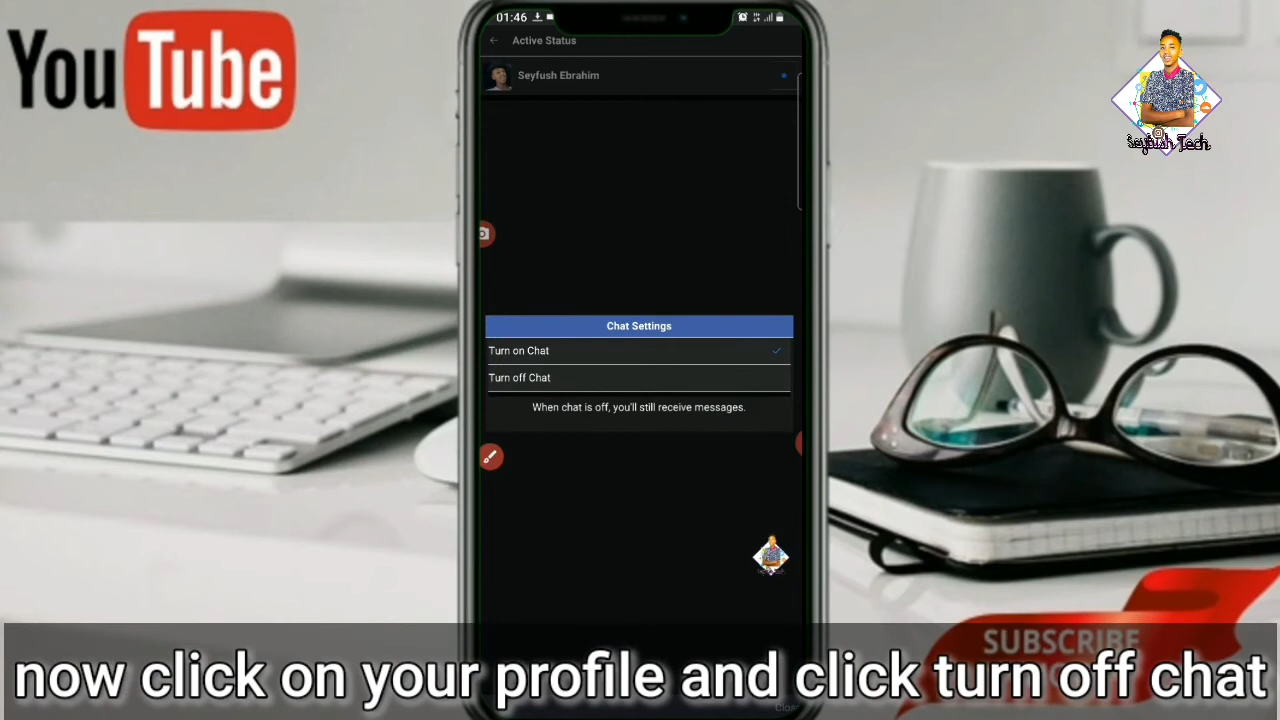 YouTube
Seyfush Tech
01:46
Active Status
Seyfush Ebrahim
Chat Settings
Turn on Chat
Turn off Chat
When chat is off, you'll still receive messages.
SUBSCRIBE
now click on your profile and click turn off chat